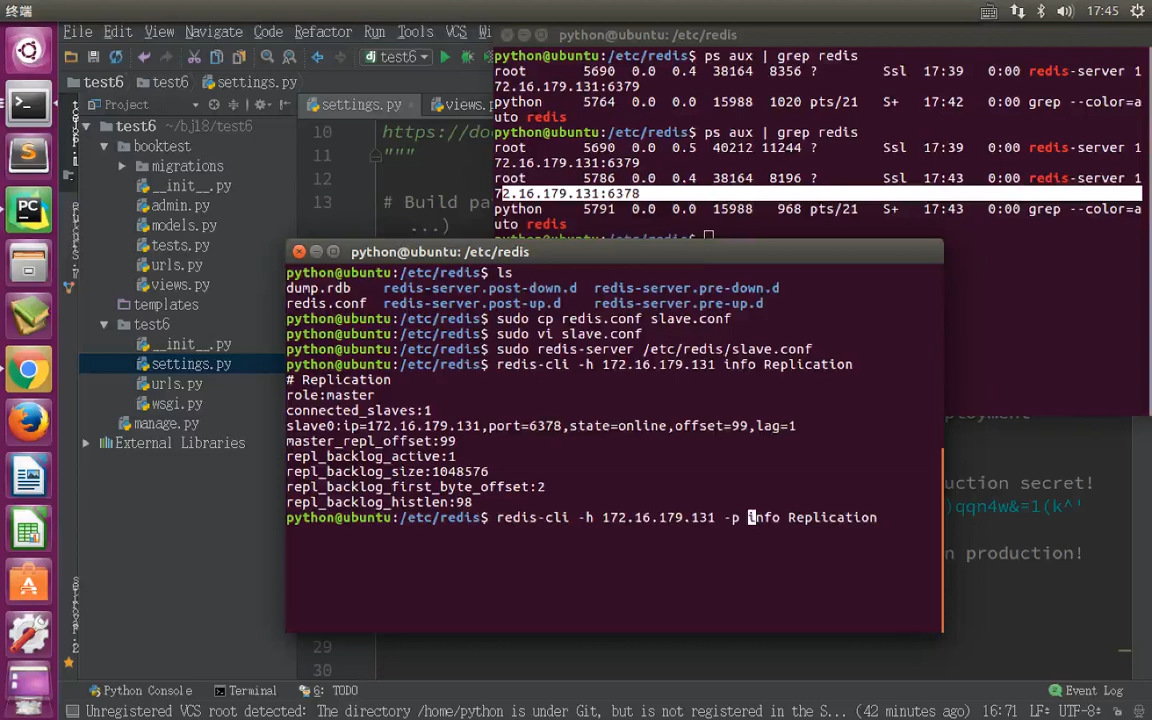 终端
17:45
File Edit View Navigate Code Refactor Run Tools VCS Wi
python@ubuntu: /etc/redis
test6
test6 test6 settings.py
Project
settings.py
views.
test6 ~/bj18/test6
booktest
migrations
__init__.py
admin.py
models.py
tests.py
urls.py
views.py
templates
test6
__init__.py
settings.py
urls.py
wsgi.py
manage.py
External Libraries
10 https://do
11 """
12
13 # Build pa
...)
python@ubuntu:/etc/redis$ ps aux | grep redis
root 5690 0.0 0.4 38164 8356 ? Ssl 17:39 0:00 redis-server 1
72.16.179.131:6379
python 5764 0.0 0.0 15988 1020 pts/21 S+ 17:42 0:00 grep --color=a
uto redis
python@ubuntu:/etc/redis$ ps aux | grep redis
root 5690 0.0 0.5 40212 11244 ? Ssl 17:39 0:00 redis-server 1
72.16.179.131:6379
root 5786 0.0 0.4 38164 8196 ? Ssl 17:43 0:00 redis-server 1
72.16.179.131:6378
python 5791 0.0 0.0 15988 968 pts/21 S+ 17:43 0:00 grep --color=a
uto redis
python@ubuntu: /etc/redis
python@ubuntu:/etc/redis$ ls
dump.rdb redis-server.post-down.d redis-server.pre-down.d
redis.conf redis-server.post-up.d redis-server.pre-up.d
python@ubuntu:/etc/redis$ sudo cp redis.conf slave.conf
python@ubuntu:/etc/redis$ sudo vi slave.conf
python@ubuntu:/etc/redis$ sudo redis-server /etc/redis/slave.conf
python@ubuntu:/etc/redis$ redis-cli -h 172.16.179.131 info Replication
# Replication
role:master
connected_slaves:1
slave0:ip=172.16.179.131,port=6378,state=online,offset=99,lag=1
master_repl_offset:99
repl_backlog_active:1
repl_backlog_size:1048576
repl_backlog_first_byte_offset:2
repl_backlog_histlen:98
python@ubuntu:/etc/redis$ redis-cli -h 172.16.179.131 -p info Replication
ployment
uction secret!
)qqn4w&=1(k^'
n production!
29
30
Python Console Terminal 6: TODO Event Log
Unregistered VCS root detected: The directory /home/python is under Git, but is not registered in the S... (42 minutes ago) 16:71 LF÷ UTF-8÷